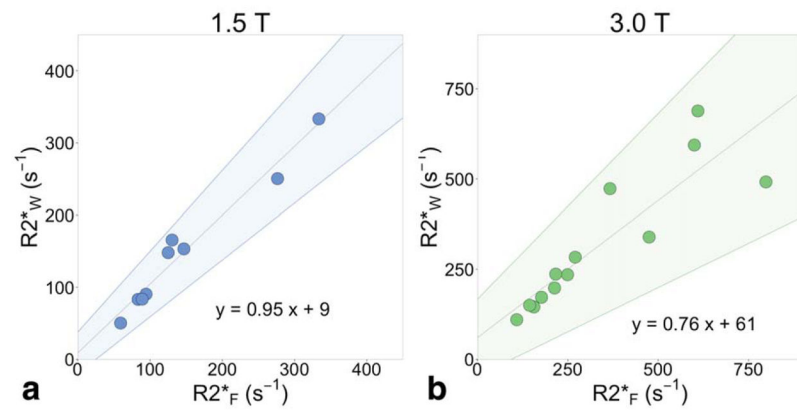 1.5 T
400
300
200
100
0
0
100
200
300
400
R2*W (s⁻¹)
R2*F (s⁻¹)
y = 0.95 x + 9
a
3.0 T
750
500
250
0
0
250
500
750
R2*W (s⁻¹)
R2*F (s⁻¹)
y = 0.76 x + 61
b